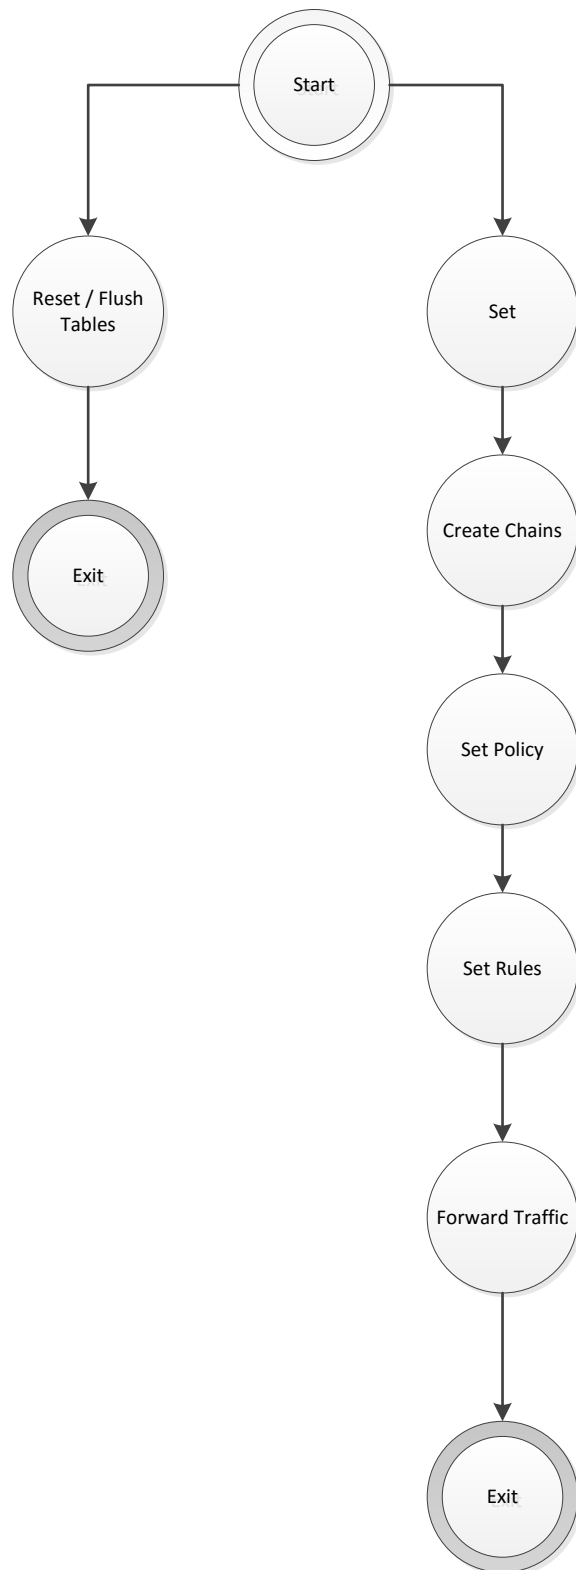 Start
Reset / Flush
Tables
Set
Create Chains
Exit
Set Policy
Set Rules
Forward Traffic
Exit